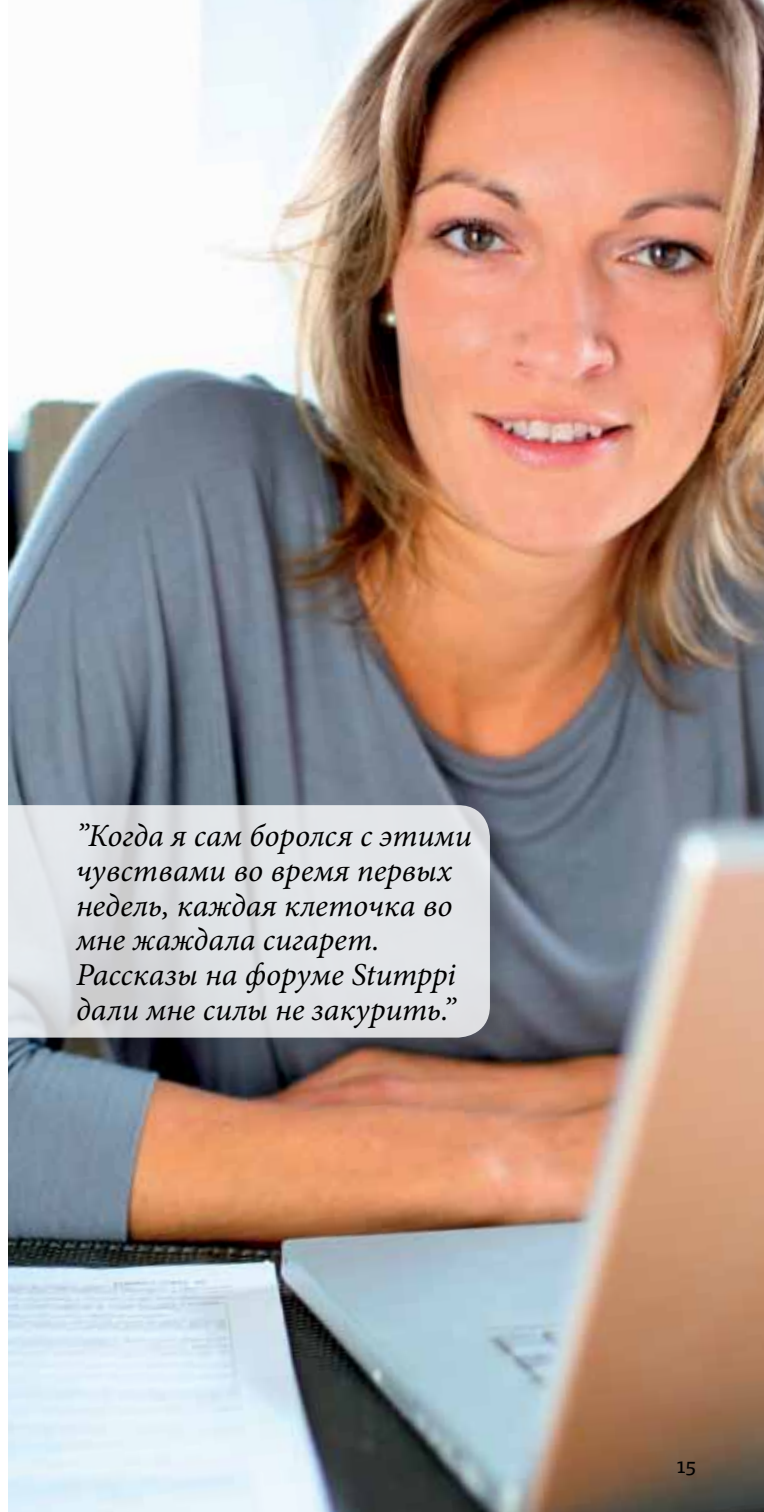 ”Когда я сам боролся с этими
чувствами во время первых
недель, каждая клеточка во
мне жаждала сигарет.
Рассказы на форуме Stumppi
дали мне силы не закурить.”
15